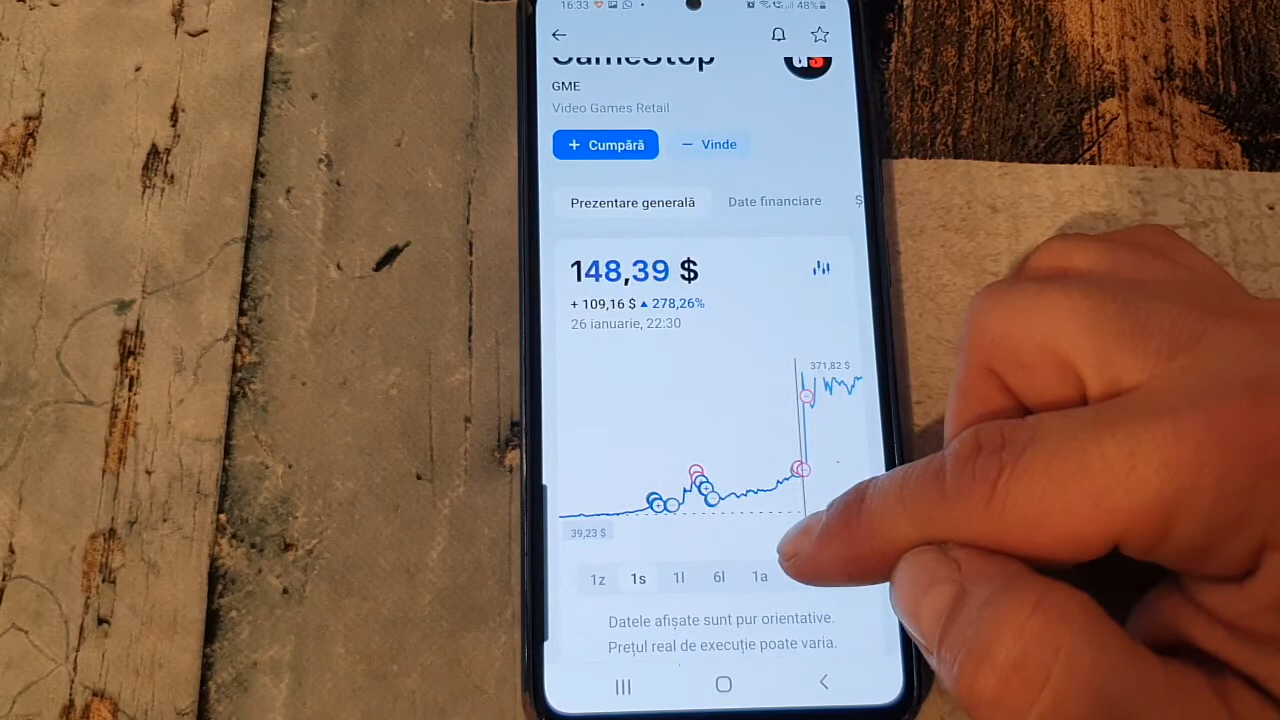 16:33
48%
GameStop
GME
Video Games Retail
+ Cumpără
− Vinde
Prezentare generală
Date financiare
148,39 $
+ 109,16 $ ▲ 278,26%
26 ianuarie, 22:30
371,82 $
39,23 $
1z 1s 1l 6l 1a
Datele afișate sunt pur orientative.
Prețul real de execuție poate varia.